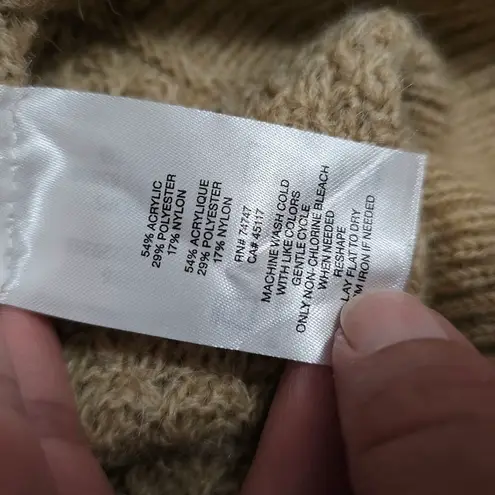 54% ACRYLIC
29% POLYESTER
17% NYLON
54% ACRYLIQUE
29% POLYESTER
17% NYLON
RN# 74747
CA# 45117
MACHINE WASH COLD
WITH LIKE COLORS
GENTLE CYCLE
ONLY NON-CHLORINE BLEACH
WHEN NEEDED
RESHAPE
LAY FLAT TO DRY
IRON IF NEEDED